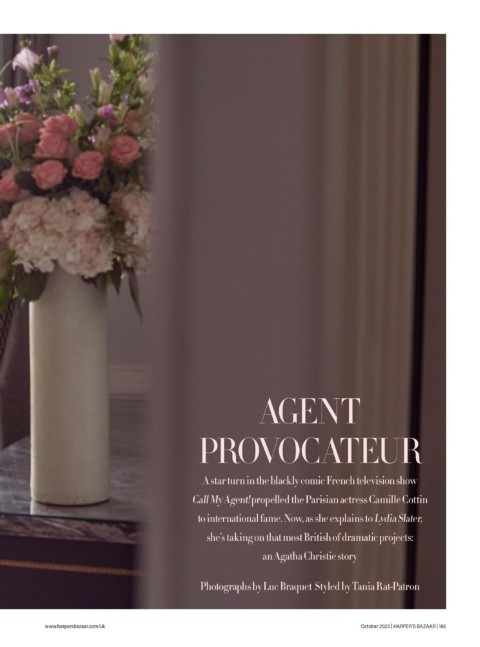 AGENT
PROVOCATEUR
A star turn in the blackly comic French television show
Call My Agent! propelled the Parisian actress Camille Cottin
to international fame. Now, as she explains to Lydia Slater,
she's taking on that most British of dramatic projects:
an Agatha Christie story
Photographs by Luc Braquet Styled by Tania Rat-Patron
www.harpersbazaar.com/uk
October 2023 | HARPER'S BAZAAR | 165